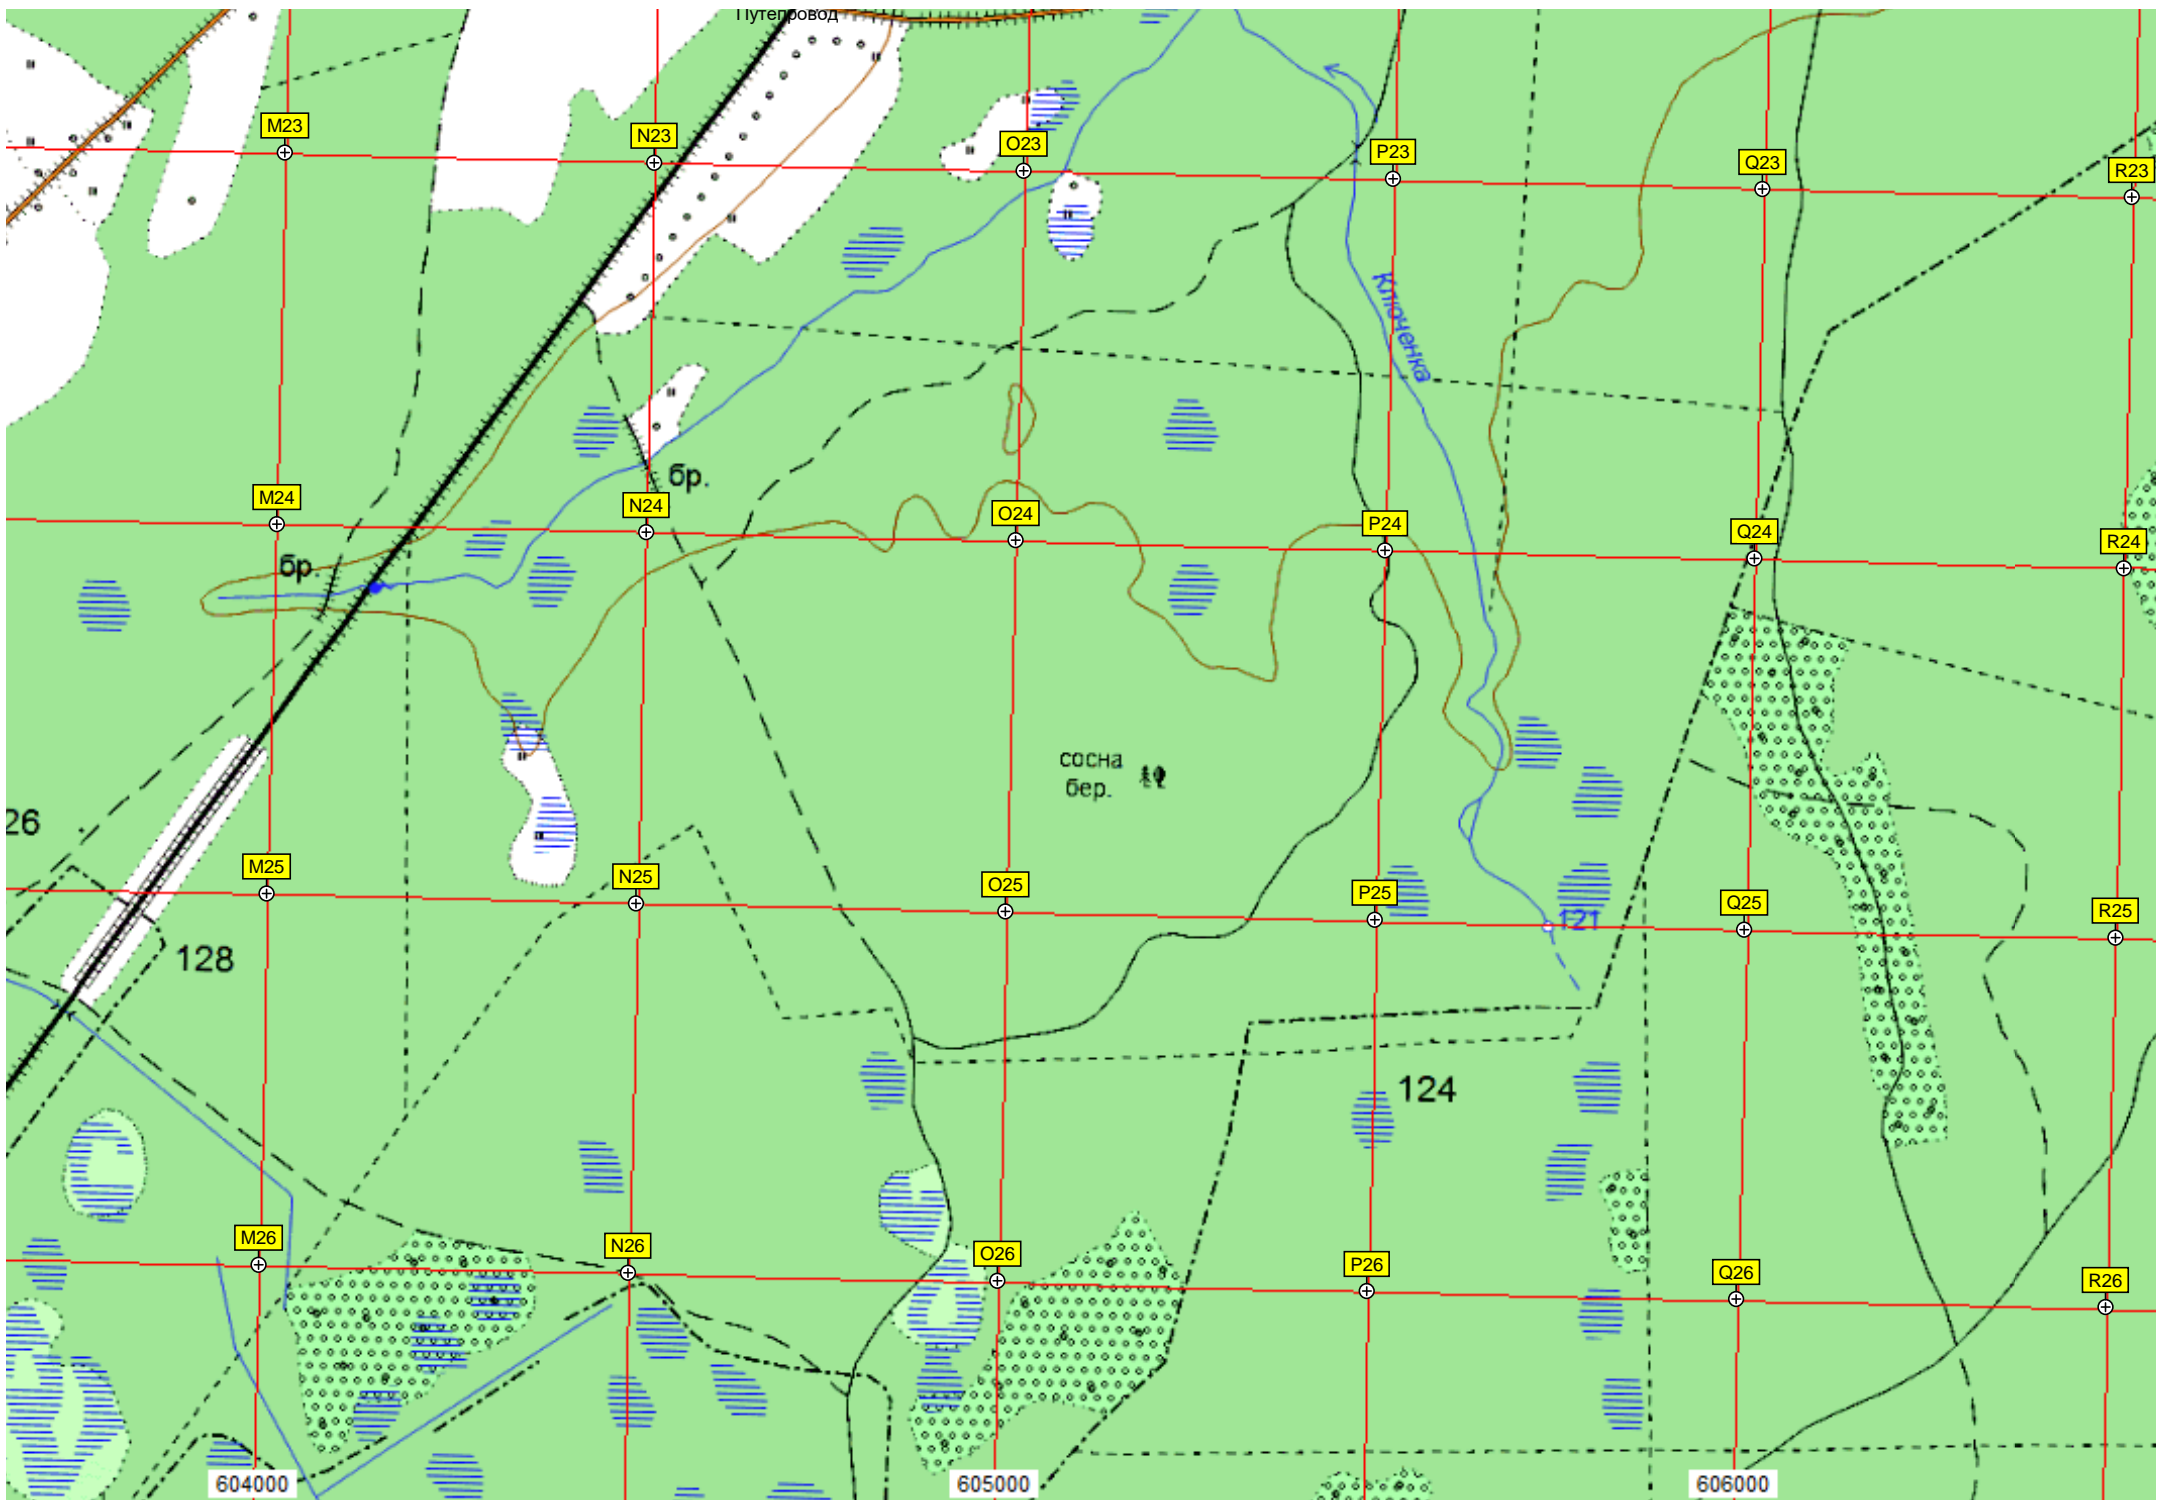 Путепровод
M23
N23
O23
P23
Q23
R23
Ключенка
бр.
M24
N24
O24
P24
Q24
R24
бр.
сосна
бер.
26
M25
N25
O25
P25
Q25
R25
121
128
124
M26
N26
O26
P26
Q26
R26
604000
605000
606000